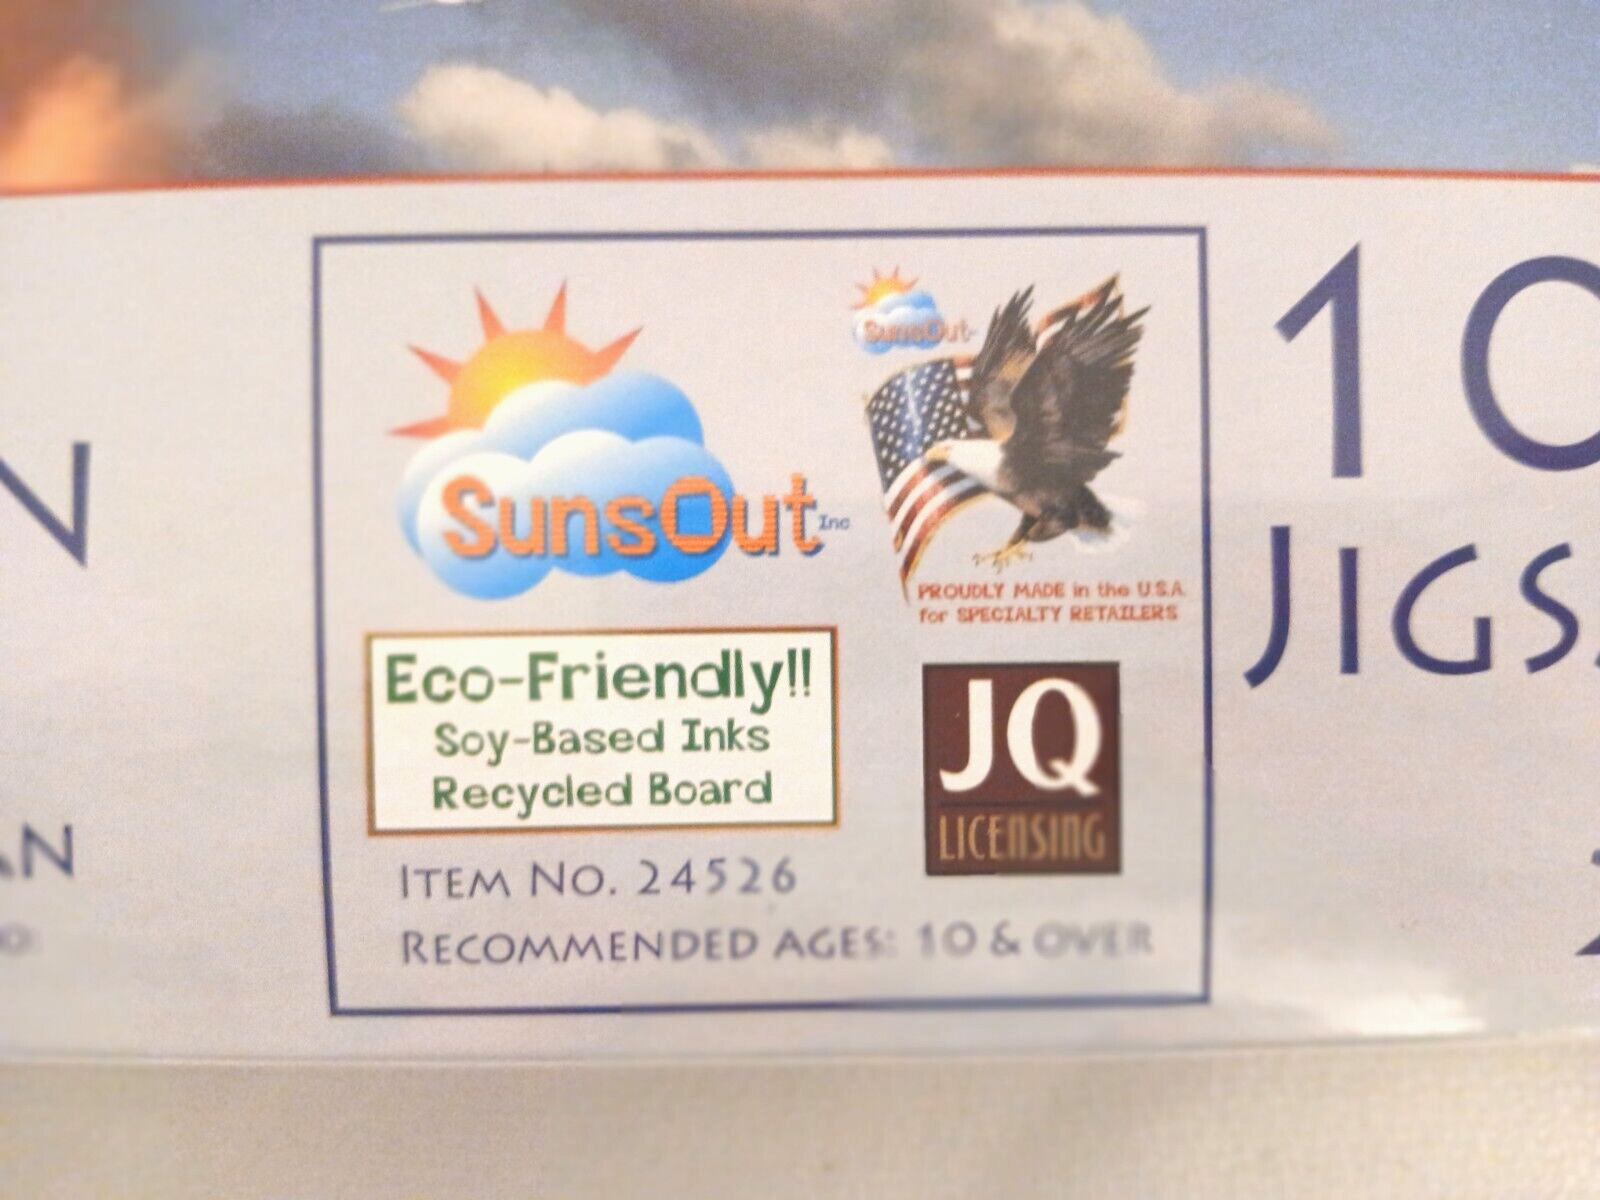 SunsOut Inc
SunsOut
PROUDLY MADE in the U.S.A.
for SPECIALTY RETAILERS
Eco-Friendly!!
Soy-Based Inks
Recycled Board
JQ
LICENSING
ITEM NO. 24526
RECOMMENDED AGES: 10 & OVER
N
AN
10
JIGS